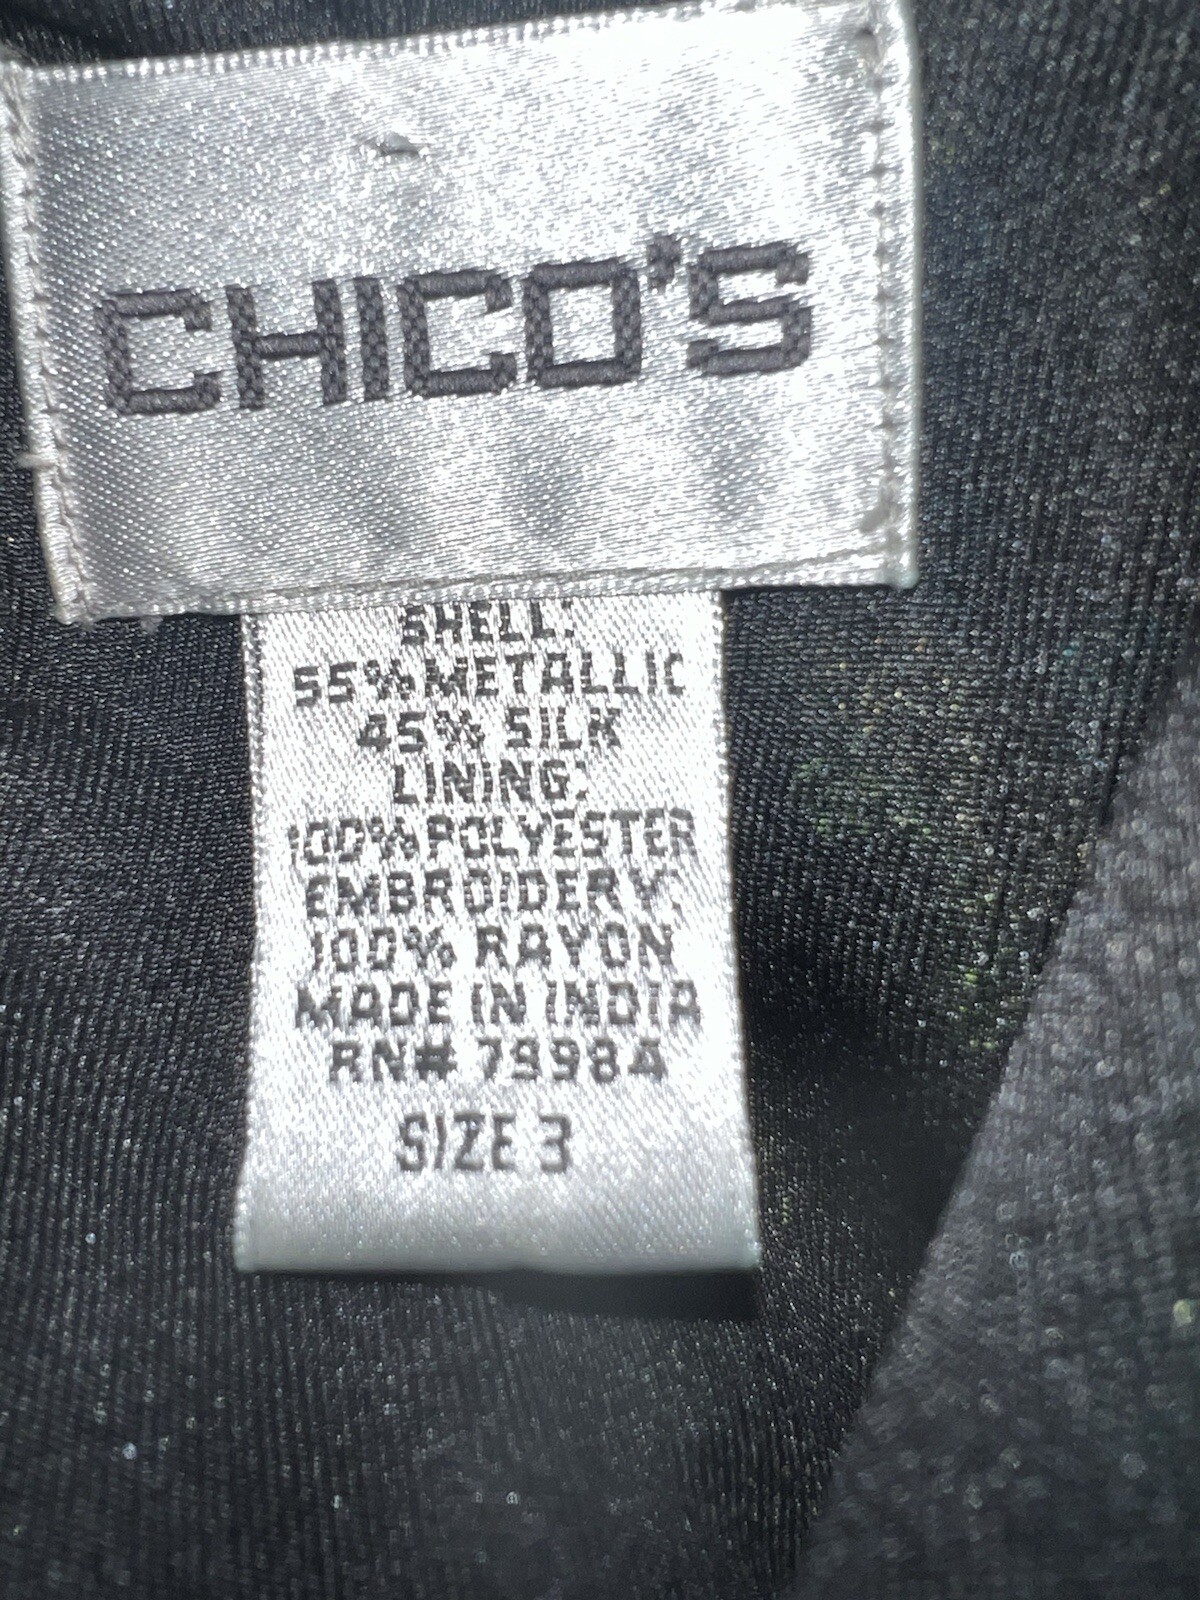 CHICO'S
SHELL:
55% METALLIC
45% SILK
LINING:
100% POLYESTER
EMBROIDERY:
100% RAYON
MADE IN INDIA
RN# 79984
SIZE 3